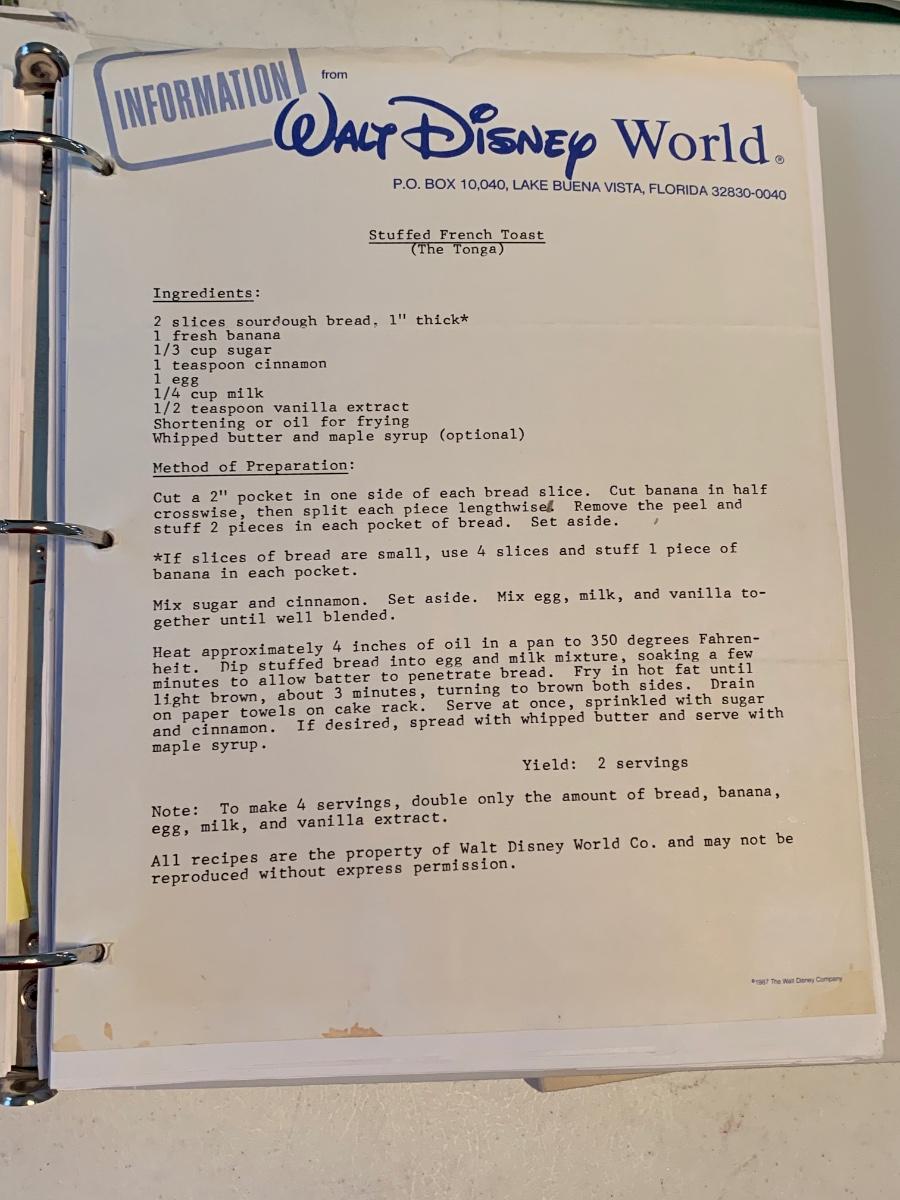 INFORMATION
from
Walt Disney World®
P.O. BOX 10,040, LAKE BUENA VISTA, FLORIDA 32830-0040
Stuffed French Toast
(The Tonga)
Ingredients:
2 slices sourdough bread, 1" thick*
1 fresh banana
1/3 cup sugar
1 teaspoon cinnamon
1 egg
1/4 cup milk
1/2 teaspoon vanilla extract
Shortening or oil for frying
Whipped butter and maple syrup (optional)
Method of Preparation:
Cut a 2" pocket in one side of each bread slice. Cut banana in half
crosswise, then split each piece lengthwise. Remove the peel and
stuff 2 pieces in each pocket of bread. Set aside.
*If slices of bread are small, use 4 slices and stuff 1 piece of
banana in each pocket.
Mix sugar and cinnamon. Set aside. Mix egg, milk, and vanilla to-
gether until well blended.
Heat approximately 4 inches of oil in a pan to 350 degrees Fahren-
heit. Dip stuffed bread into egg and milk mixture, soaking a few
minutes to allow batter to penetrate bread. Fry in hot fat until
light brown, about 3 minutes, turning to brown both sides. Drain
on paper towels on cake rack. Serve at once, sprinkled with sugar
and cinnamon. If desired, spread with whipped butter and serve with
maple syrup.
Yield: 2 servings
Note: To make 4 servings, double only the amount of bread, banana,
egg, milk, and vanilla extract.
All recipes are the property of Walt Disney World Co. and may not be
reproduced without express permission.
©1987 The Walt Disney Company